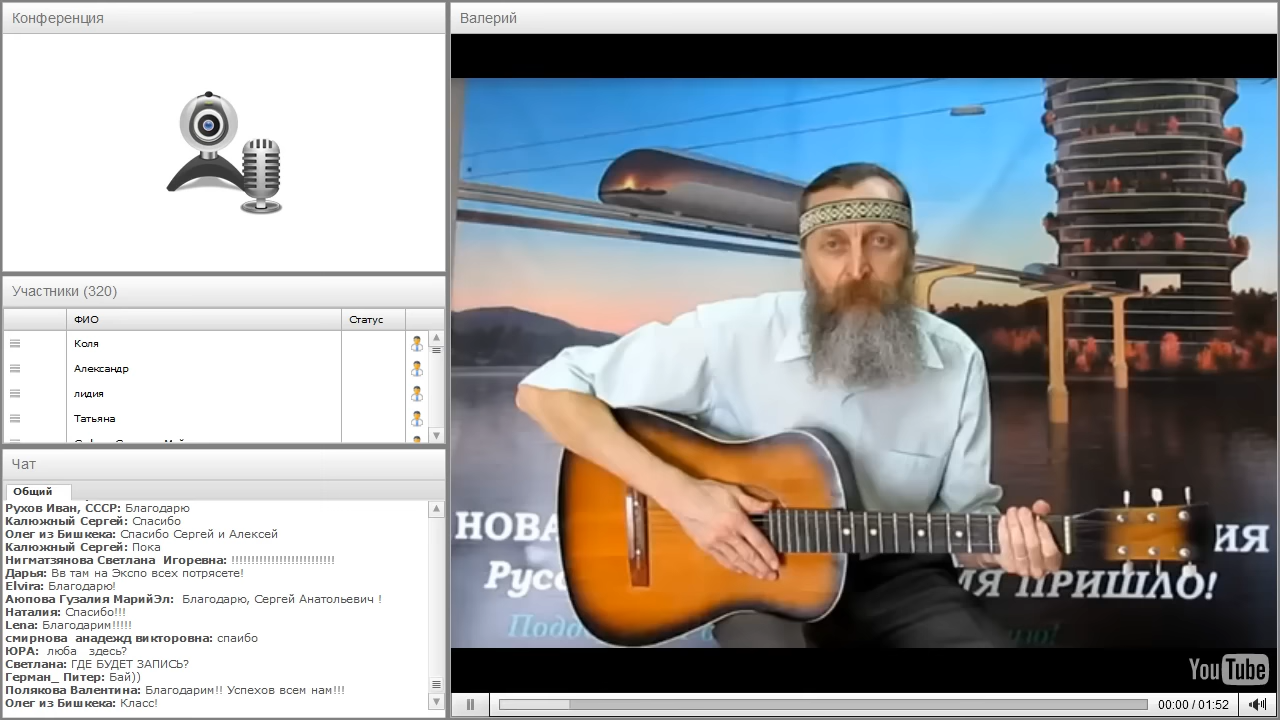 Конференция
Валерий
Участники (320)
ФИО
Статус
Коля
Александр
лидия
Татьяна
Чат
Общий
Рухов Иван, СССР: Благодарю
Калюжный Сергей: Спасибо
Олег из Бишкека: Спасибо Сергей и Алексей
Калюжный Сергей: Пока
Нигматзянова Светлана Игоревна: !!!!!!!!!!!!!!!!!!!!!!!!!!
Дарья: Вв там на Экспо всех потрясете!
Elvira: Благодарю!
Аюпова Гузалия МарийЭл: Благодарю, Сергей Анатольевич !
Наталия: Спасибо!!!
Lena: Благодарим!!!!!
смирнова анадежд викторовна: спаибо
ЮРА: люба здесь?
Светлана: ГДЕ БУДЕТ ЗАПИСЬ?
Герман_ Питер: Бай))
Полякова Валентина: Благодарим!! Успехов всем нам!!!
Олег из Бишкека: Класс!
НОВА ИЯ
Русс МЯ ПРИШЛО!
YouTube
00:00 / 01:52